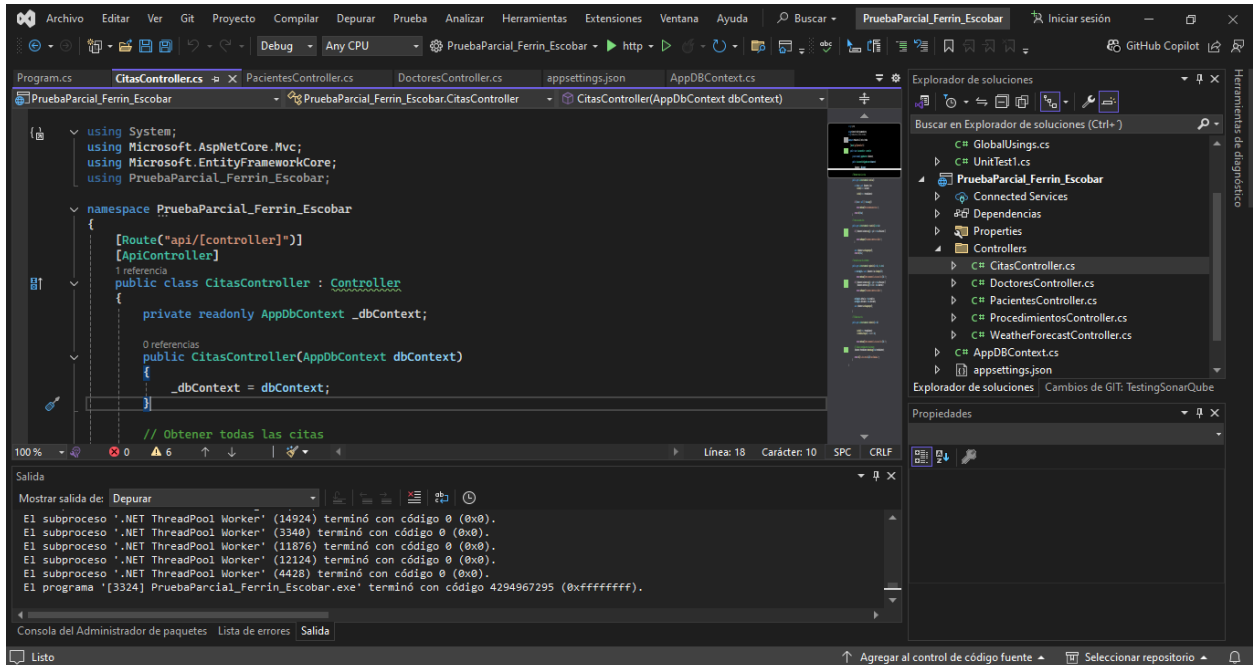 Archivo Editar Ver Git Proyecto Compilar Depurar Prueba Analizar Herramientas Extensiones Ventana Ayuda Buscar PruebaParcial_Ferrin_Escobar Iniciar sesión
Debug Any CPU PruebaParcial_Ferrin_Escobar http GitHub Copilot
Program.cs CitasController.cs PacientesController.cs DoctoresController.cs appsettings.json AppDBContext.cs
PruebaParcial_Ferrin_Escobar PruebaParcial_Ferrin_Escobar.CitasController CitasController(AppDbContext dbContext)
using System;
using Microsoft.AspNetCore.Mvc;
using Microsoft.EntityFrameworkCore;
using PruebaParcial_Ferrin_Escobar;
namespace PruebaParcial_Ferrin_Escobar
{
[Route("api/[controller]")]
[ApiController]
1 referencia
public class CitasController : Controller
{
private readonly AppDbContext _dbContext;
0 referencias
public CitasController(AppDbContext dbContext)
{
_dbContext = dbContext;
}
// Obtener todas las citas
100 % 0 6 Línea: 18 Carácter: 10 SPC CRLF
Salida
Mostrar salida de: Depurar
El subproceso '.NET ThreadPool Worker' (14924) terminó con código 0 (0x0).
El subproceso '.NET ThreadPool Worker' (3340) terminó con código 0 (0x0).
El subproceso '.NET ThreadPool Worker' (11876) terminó con código 0 (0x0).
El subproceso '.NET ThreadPool Worker' (12124) terminó con código 0 (0x0).
El subproceso '.NET ThreadPool Worker' (4428) terminó con código 0 (0x0).
El programa '[3324] PruebaParcial_Ferrin_Escobar.exe' terminó con código 4294967295 (0xffffffff).
Consola del Administrador de paquetes Lista de errores Salida
Explorador de soluciones
Buscar en Explorador de soluciones (Ctrl+´)
C# GlobalUsings.cs
C# UnitTest1.cs
PruebaParcial_Ferrin_Escobar
Connected Services
Dependencias
Properties
Controllers
C# CitasController.cs
C# DoctoresController.cs
C# PacientesController.cs
C# ProcedimientosController.cs
C# WeatherForecastController.cs
C# AppDBContext.cs
appsettings.json
Explorador de soluciones Cambios de GIT: TestingSonarQube
Propiedades
Herramientas de diagnóstico
Listo Agregar al control de código fuente Seleccionar repositorio